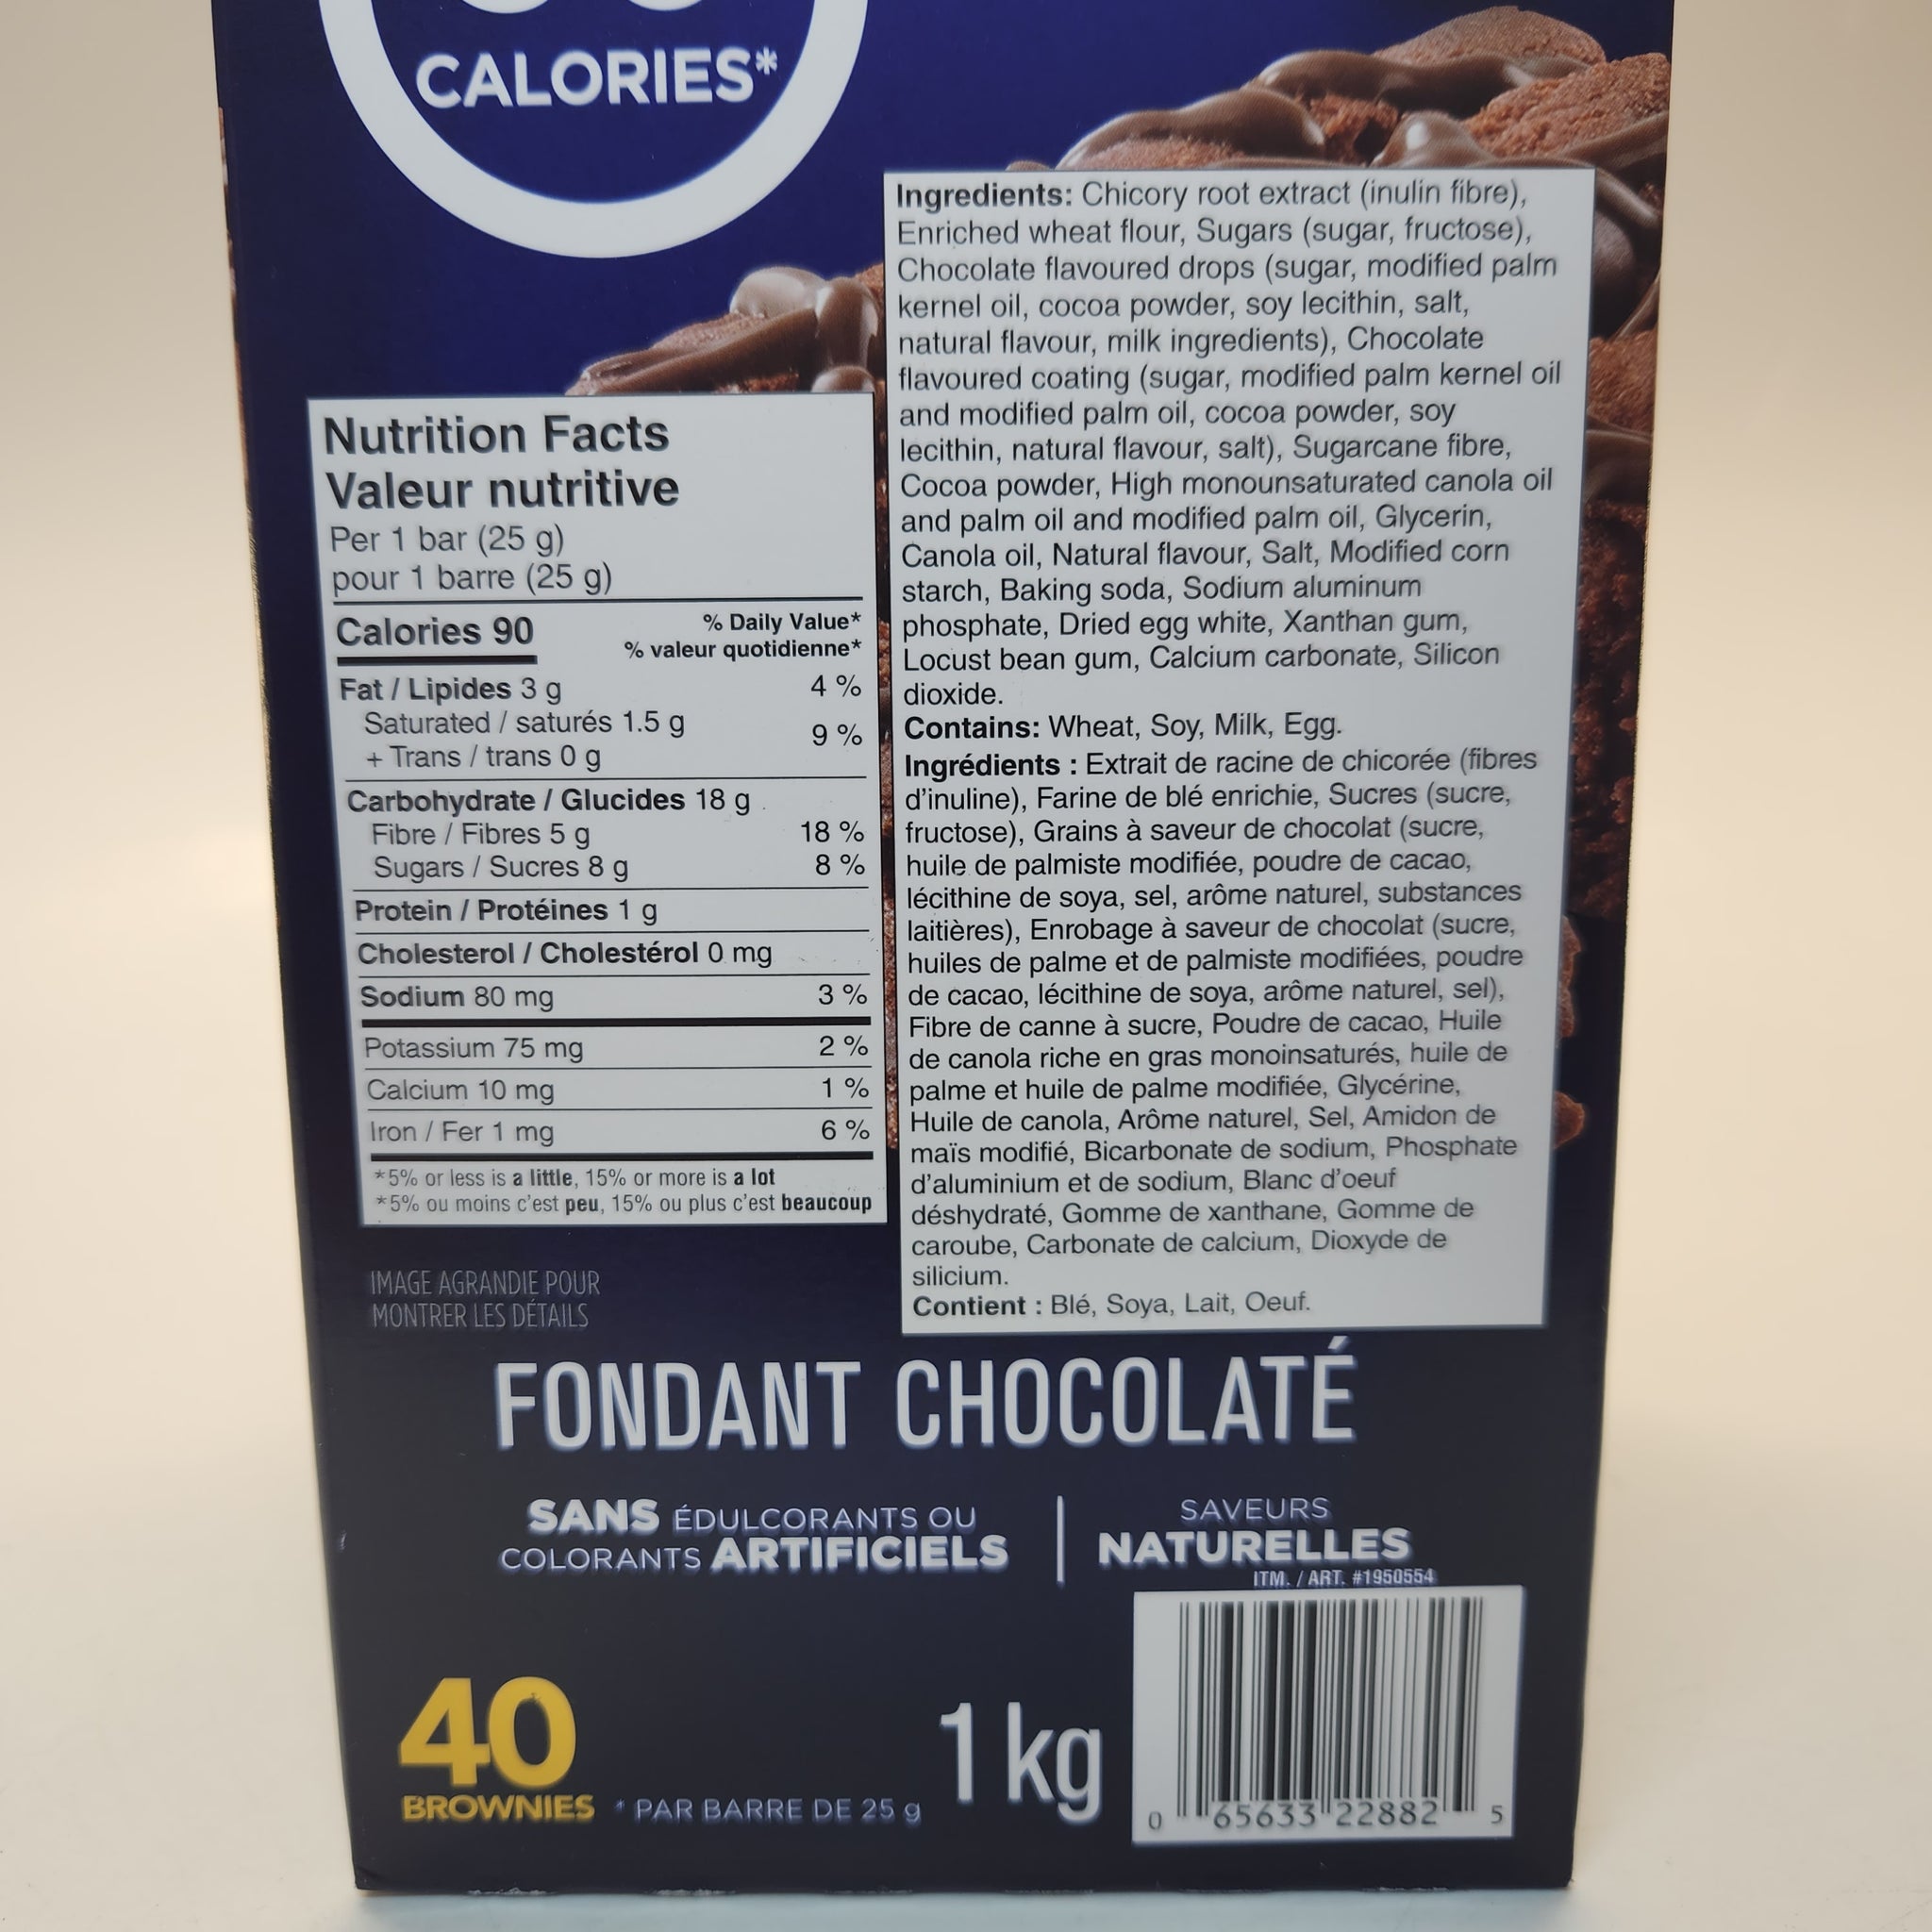 CALORIES*
Nutrition Facts
Valeur nutritive
Per 1 bar (25 g)
pour 1 barre (25 g)
Calories 90
% Daily Value*
% valeur quotidienne*
Fat / Lipides 3 g 4 %
Saturated / saturés 1.5 g
+ Trans / trans 0 g 9 %
Carbohydrate / Glucides 18 g
Fibre / Fibres 5 g 18 %
Sugars / Sucres 8 g 8 %
Protein / Protéines 1 g
Cholesterol / Cholestérol 0 mg
Sodium 80 mg 3 %
Potassium 75 mg 2 %
Calcium 10 mg 1 %
Iron / Fer 1 mg 6 %
*5% or less is a little, 15% or more is a lot
*5% ou moins c'est peu, 15% ou plus c'est beaucoup
Ingredients: Chicory root extract (inulin fibre),
Enriched wheat flour, Sugars (sugar, fructose),
Chocolate flavoured drops (sugar, modified palm
kernel oil, cocoa powder, soy lecithin, salt,
natural flavour, milk ingredients), Chocolate
flavoured coating (sugar, modified palm kernel oil
and modified palm oil, cocoa powder, soy
lecithin, natural flavour, salt), Sugarcane fibre,
Cocoa powder, High monounsaturated canola oil
and palm oil and modified palm oil, Glycerin,
Canola oil, Natural flavour, Salt, Modified corn
starch, Baking soda, Sodium aluminum
phosphate, Dried egg white, Xanthan gum,
Locust bean gum, Calcium carbonate, Silicon
dioxide.
Contains: Wheat, Soy, Milk, Egg.
Ingrédients : Extrait de racine de chicorée (fibres
d'inuline), Farine de blé enrichie, Sucres (sucre,
fructose), Grains à saveur de chocolat (sucre,
huile de palmiste modifiée, poudre de cacao,
lécithine de soya, sel, arôme naturel, substances
laitières), Enrobage à saveur de chocolat (sucre,
huiles de palme et de palmiste modifiées, poudre
de cacao, lécithine de soya, arôme naturel, sel),
Fibre de canne à sucre, Poudre de cacao, Huile
de canola riche en gras monoinsaturés, huile de
palme et huile de palme modifiée, Glycérine,
Huile de canola, Arôme naturel, Sel, Amidon de
maïs modifié, Bicarbonate de sodium, Phosphate
d'aluminium et de sodium, Blanc d'oeuf
déshydraté, Gomme de xanthane, Gomme de
caroube, Carbonate de calcium, Dioxyde de
silicium.
Contient : Blé, Soya, Lait, Oeuf.
IMAGE AGRANDIE POUR
MONTRER LES DÉTAILS
FONDANT CHOCOLATÉ
SANS ÉDULCORANTS OU
COLORANTS ARTIFICIELS
SAVEURS
NATURELLES
ITM. / ART. #1950554
40
BROWNIES
* PAR BARRE DE 25 g
1 kg
0 65633 22882 5